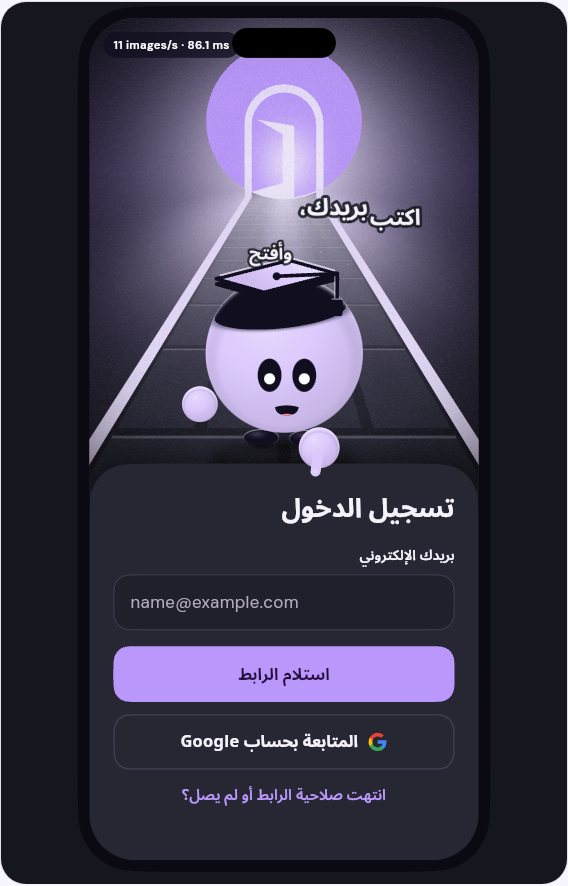 11 images/s · 86.1 ms
اكتب بريدك،
وأفتح
تسجيل الدخول
بريدك الإلكتروني
name@example.com
استلام الرابط
المتابعة بحساب Google
انتهت صلاحية الرابط أو لم يصل؟